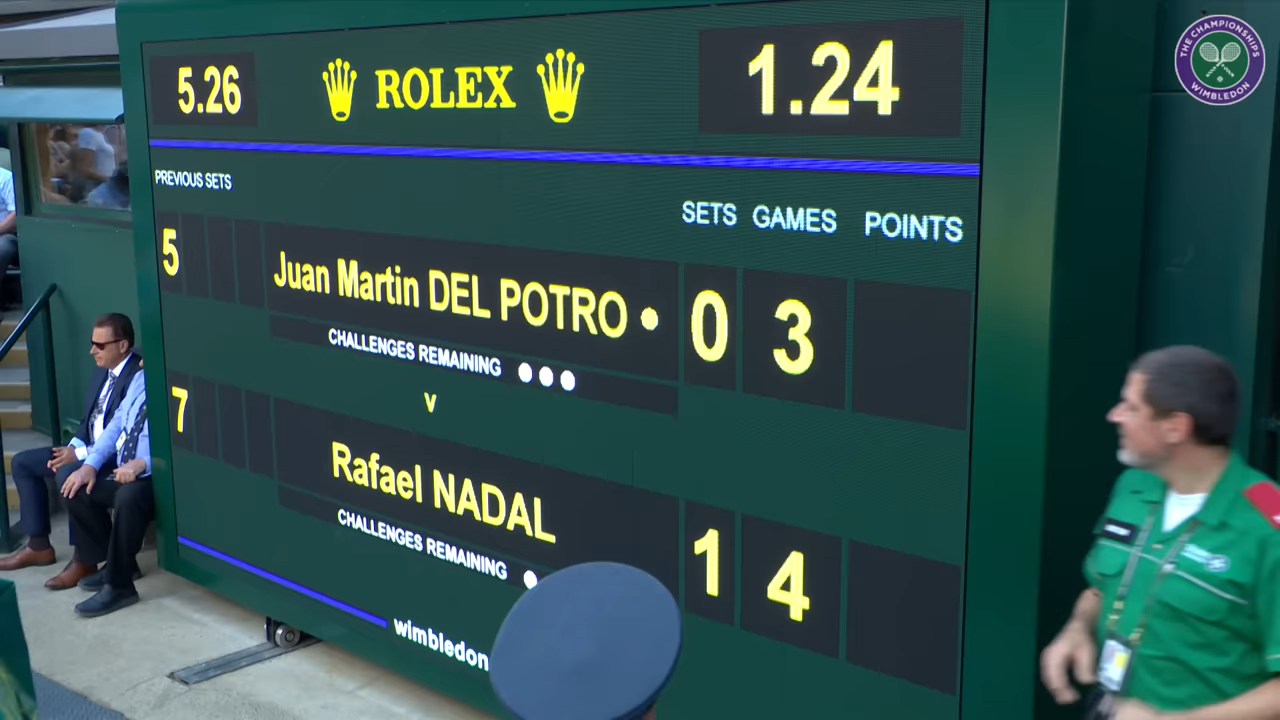 5.26 ROLEX 1.24
PREVIOUS SETS
SETS GAMES POINTS
5 Juan Martin DEL POTRO • 0 3
CHALLENGES REMAINING
v
7 Rafael NADAL 1 4
CHALLENGES REMAINING
wimbledon
THE CHAMPIONSHIPS
WIMBLEDON